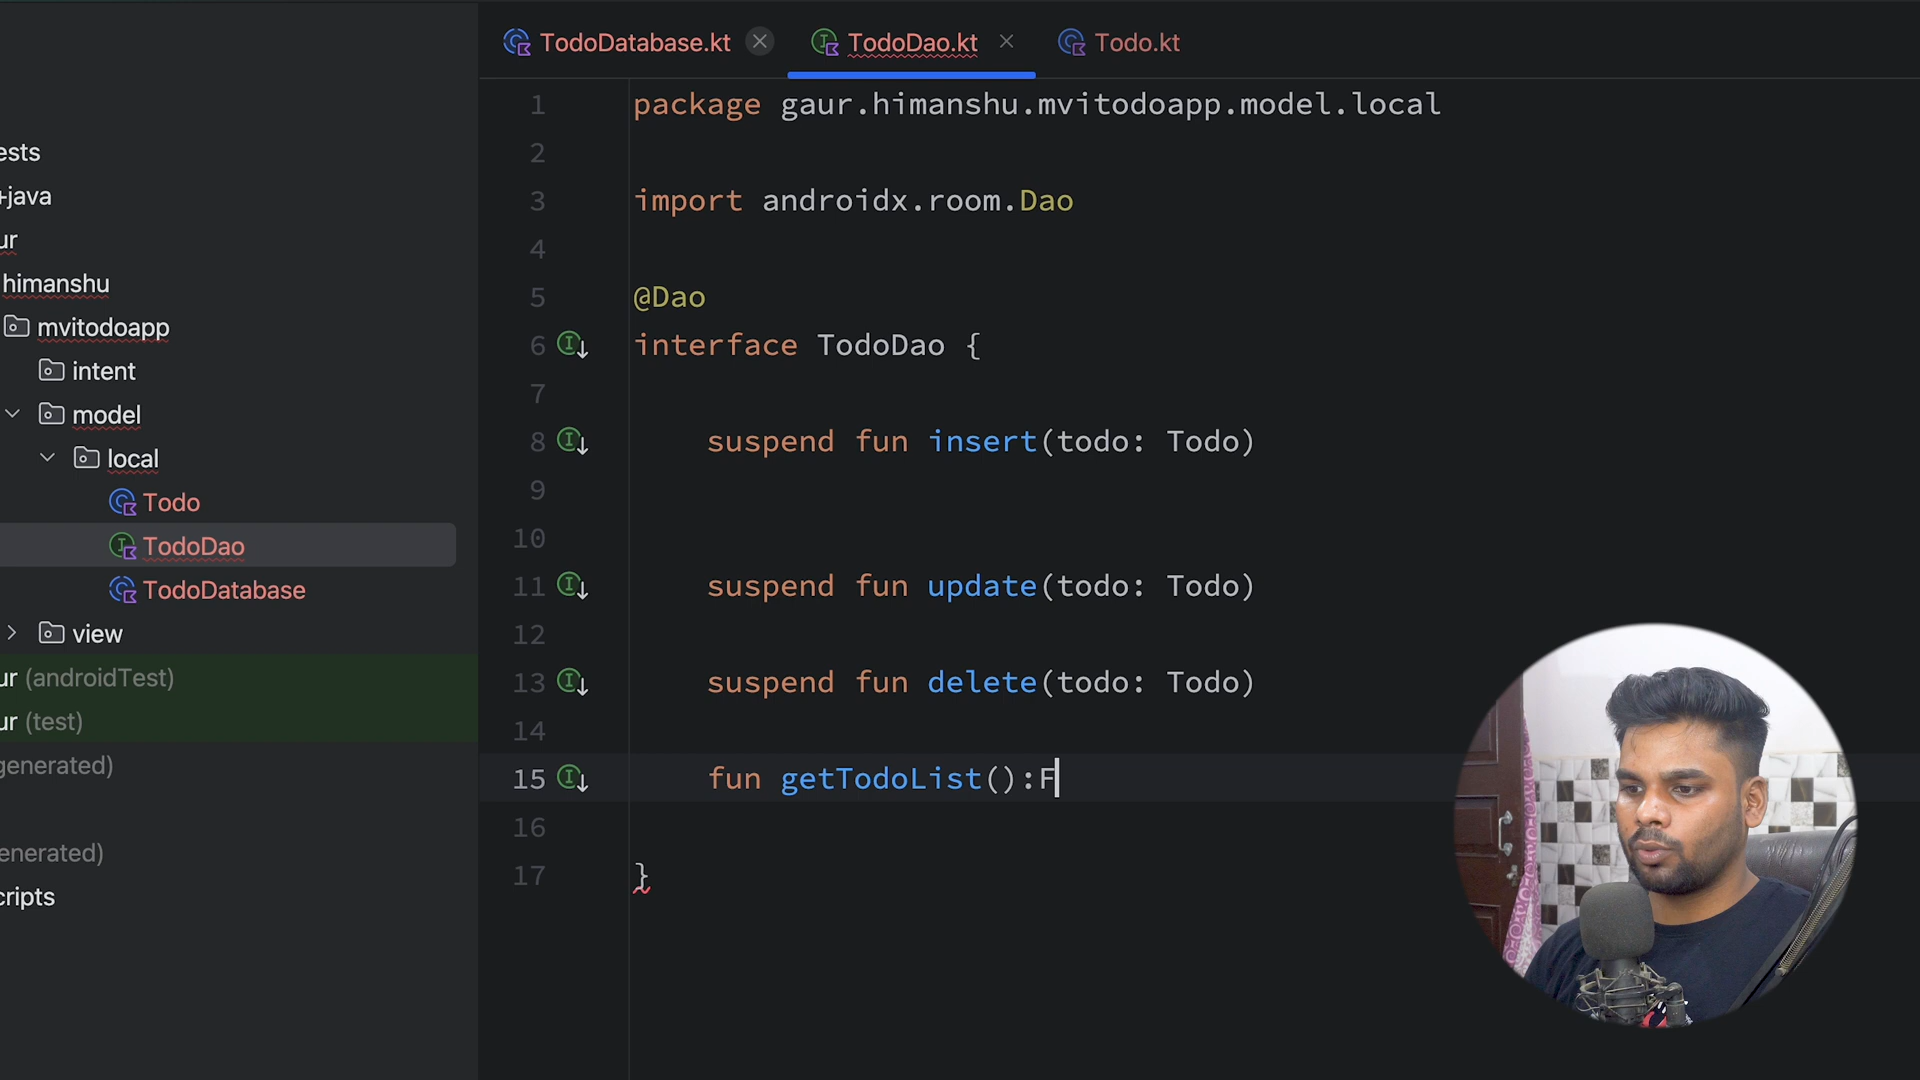 TodoDatabase.kt
TodoDao.kt
Todo.kt
ests
+java
ur
himanshu
mvitodoapp
intent
model
local
Todo
TodoDao
TodoDatabase
view
ur (androidTest)
ur (test)
generated)
enerated)
cripts
1 package gaur.himanshu.mvitodoapp.model.local
2
3 import androidx.room.Dao
4
5 @Dao
6 interface TodoDao {
7
8 suspend fun insert(todo: Todo)
9
10
11 suspend fun update(todo: Todo)
12
13 suspend fun delete(todo: Todo)
14
15 fun getTodoList():F
16
17 }